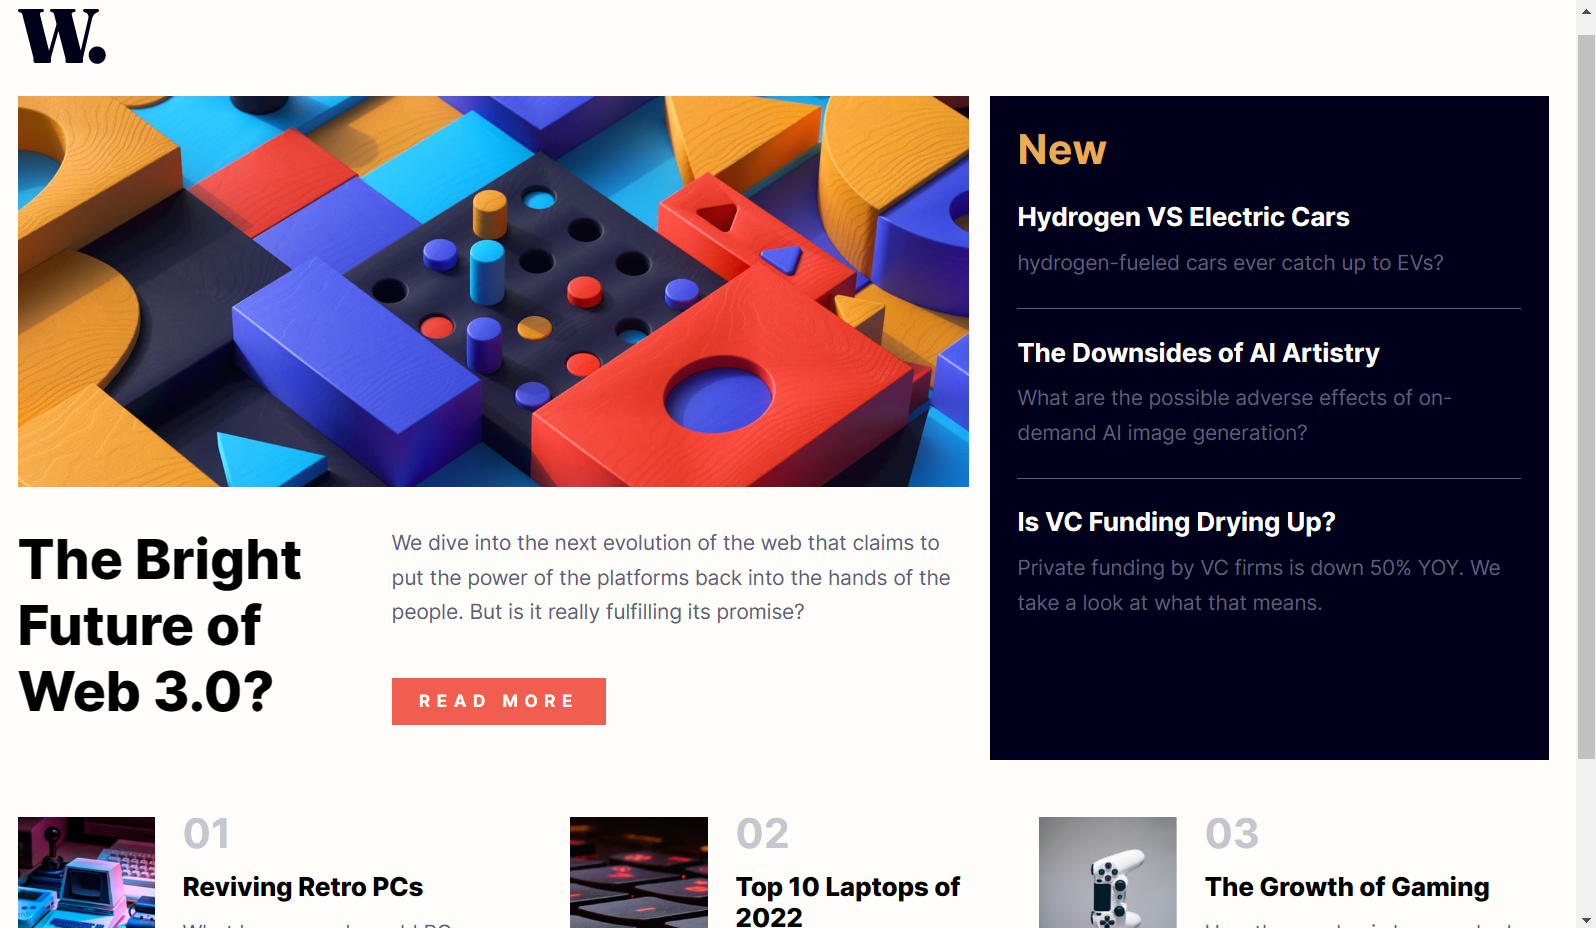 W.
New
Hydrogen VS Electric Cars
hydrogen-fueled cars ever catch up to EVs?
The Downsides of AI Artistry
What are the possible adverse effects of on-
demand AI image generation?
Is VC Funding Drying Up?
Private funding by VC firms is down 50% YOY. We
take a look at what that means.
The Bright
Future of
Web 3.0?
We dive into the next evolution of the web that claims to
put the power of the platforms back into the hands of the
people. But is it really fulfilling its promise?
READ MORE
01
Reviving Retro PCs
02
Top 10 Laptops of
2022
03
The Growth of Gaming